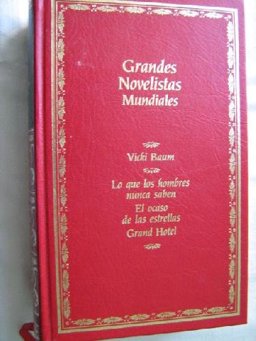 Grandes
Novelistas
Mundiales
Vicki Baum
Lo que los hombres
nunca saben
El ocaso
de las estrellas
Grand Hotel